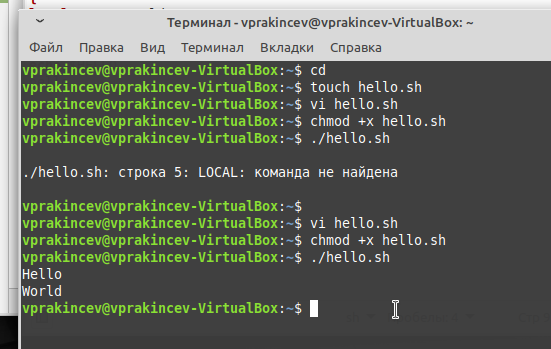 Терминал - vprakincev@vprakincev-VirtualBox: ~
Файл Правка Вид Терминал Вкладки Справка
vprakincev@vprakincev-VirtualBox:~$ cd
vprakincev@vprakincev-VirtualBox:~$ touch hello.sh
vprakincev@vprakincev-VirtualBox:~$ vi hello.sh
vprakincev@vprakincev-VirtualBox:~$ chmod +x hello.sh
vprakincev@vprakincev-VirtualBox:~$ ./hello.sh
./hello.sh: строка 5: LOCAL: команда не найдена
vprakincev@vprakincev-VirtualBox:~$
vprakincev@vprakincev-VirtualBox:~$ vi hello.sh
vprakincev@vprakincev-VirtualBox:~$ chmod +x hello.sh
vprakincev@vprakincev-VirtualBox:~$ ./hello.sh
Hello
World
vprakincev@vprakincev-VirtualBox:~$